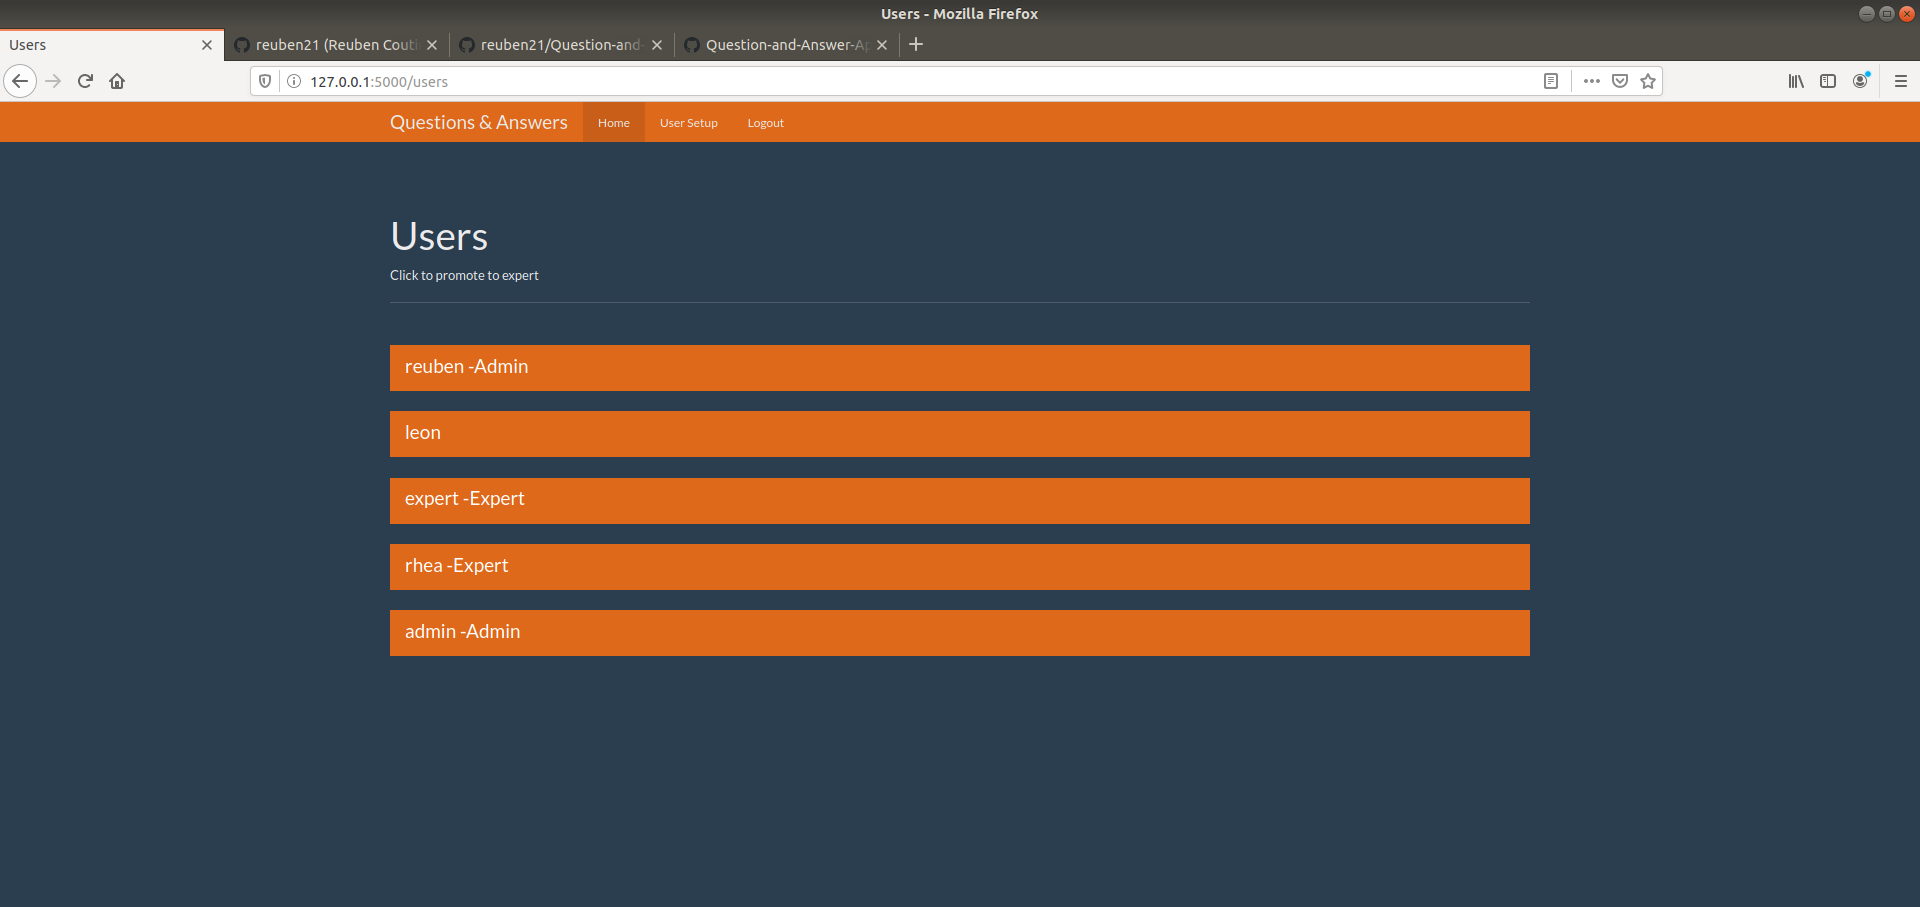 Users - Mozilla Firefox
Users
reuben21 (Reuben Couti
reuben21/Question-and-
Question-and-Answer-Ap
127.0.0.1:5000/users
Questions & Answers Home User Setup Logout
Users
Click to promote to expert
reuben -Admin
leon
expert -Expert
rhea -Expert
admin -Admin